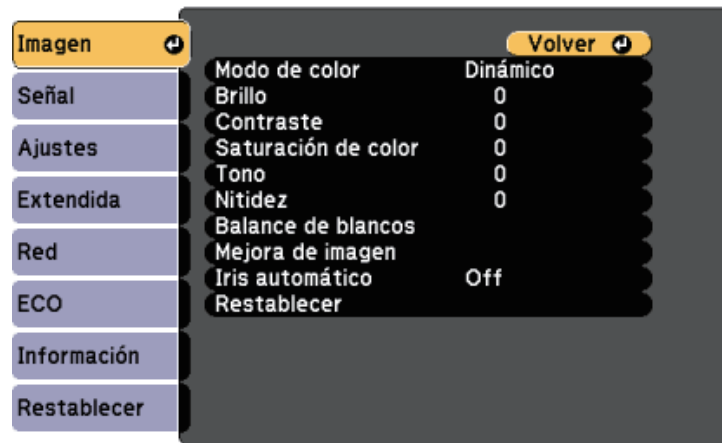 Imagen
Señal
Ajustes
Extendida
Red
ECO
Información
Restablecer
Volver
Modo de color Dinámico
Brillo 0
Contraste 0
Saturación de color 0
Tono 0
Nitidez 0
Balance de blancos
Mejora de imagen
Iris automático Off
Restablecer